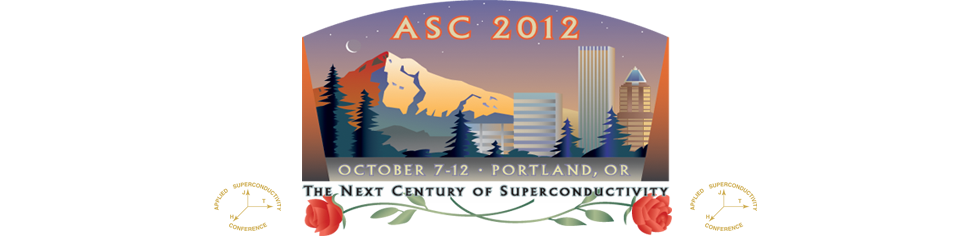 ASC 2012
OCTOBER 7-12 · PORTLAND, OR
THE NEXT CENTURY OF SUPERCONDUCTIVITY
APPLIED SUPERCONDUCTIVITY
J
T
H
CONFERENCE
APPLIED SUPERCONDUCTIVITY
J
T
H
CONFERENCE